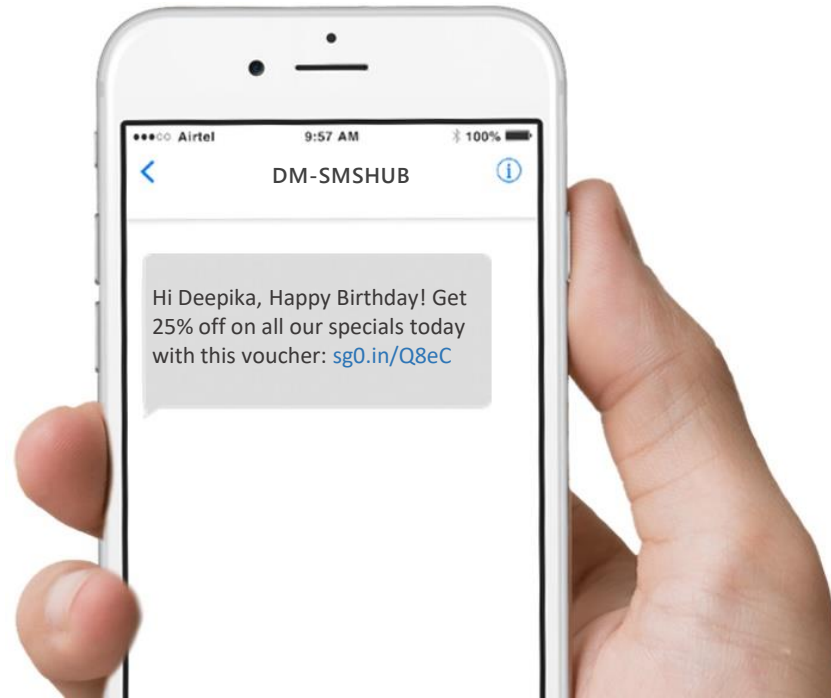 Airtel 9:57 AM 100%
DM-SMSHUB
Hi Deepika, Happy Birthday! Get
25% off on all our specials today
with this voucher: sg0.in/Q8eC